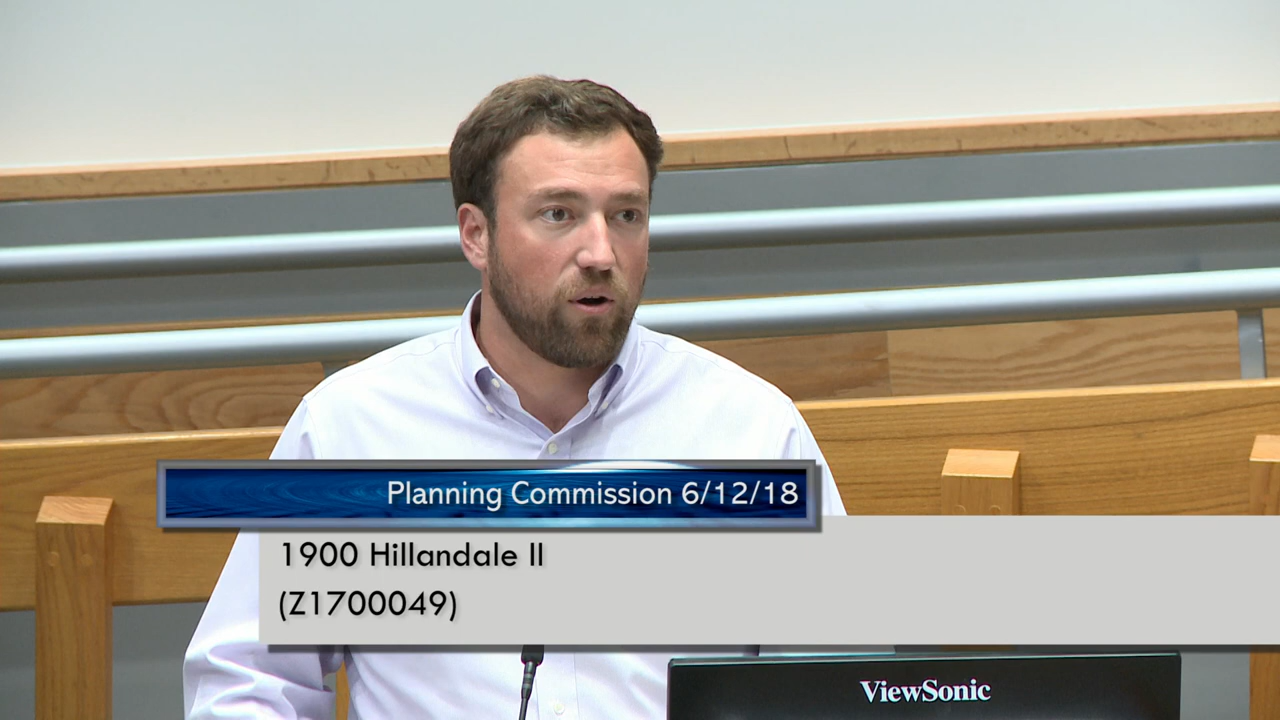 Planning Commission 6/12/18
1900 Hillandale II
(Z1700049)
ViewSonic